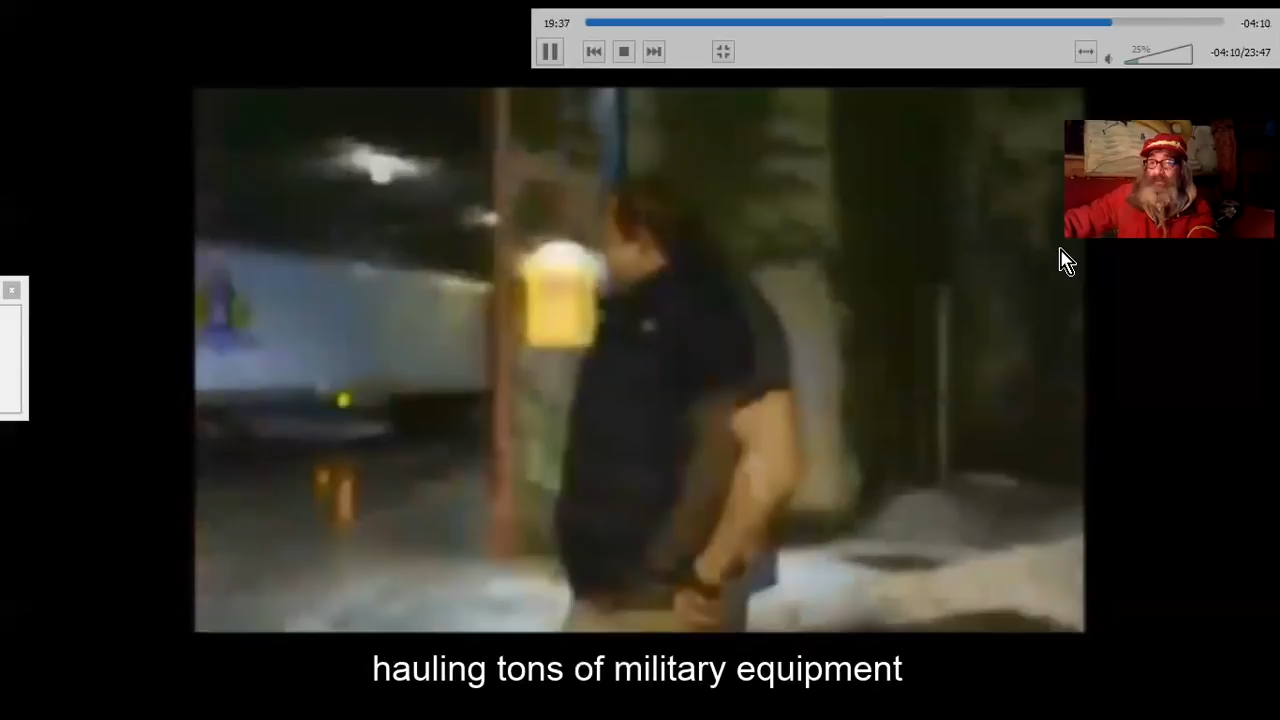 19:37
-04:10
25%
-04:10/23:47
hauling tons of military equipment